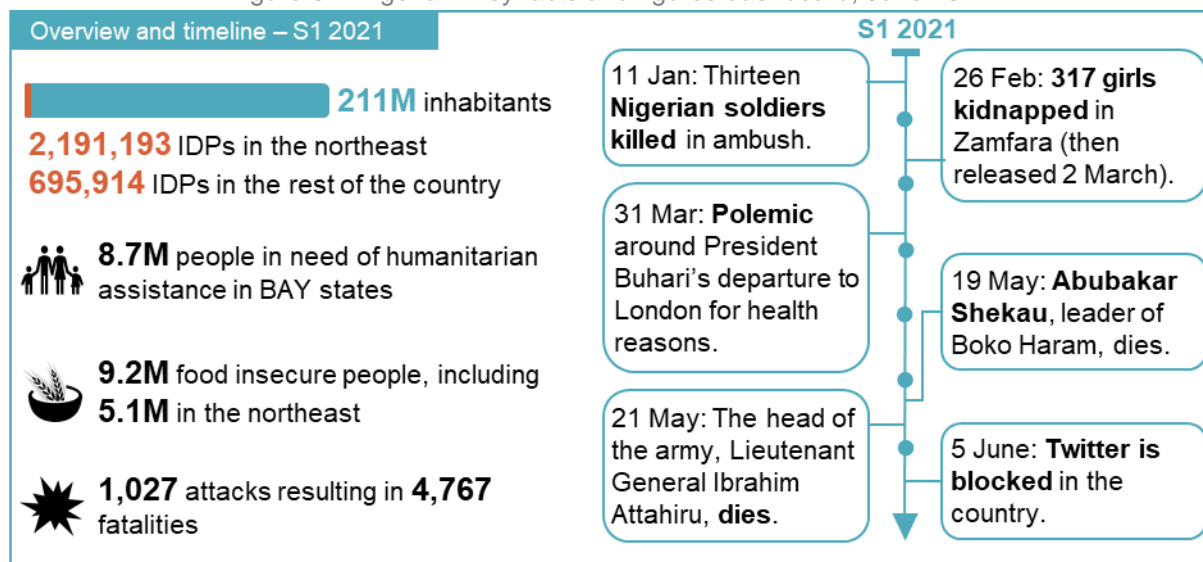 Overview and timeline – S1 2021
211M inhabitants
2,191,193 IDPs in the northeast
695,914 IDPs in the rest of the country
8.7M people in need of humanitarian
assistance in BAY states
9.2M food insecure people, including
5.1M in the northeast
1,027 attacks resulting in 4,767
fatalities
S1 2021
11 Jan: Thirteen
Nigerian soldiers
killed in ambush.
26 Feb: 317 girls
kidnapped in
Zamfara (then
released 2 March).
31 Mar: Polemic
around President
Buhari's departure to
London for health
reasons.
19 May: Abubakar
Shekau, leader of
Boko Haram, dies.
21 May: The head of
the army, Lieutenant
General Ibrahim
Attahiru, dies.
5 June: Twitter is
blocked in the
country.